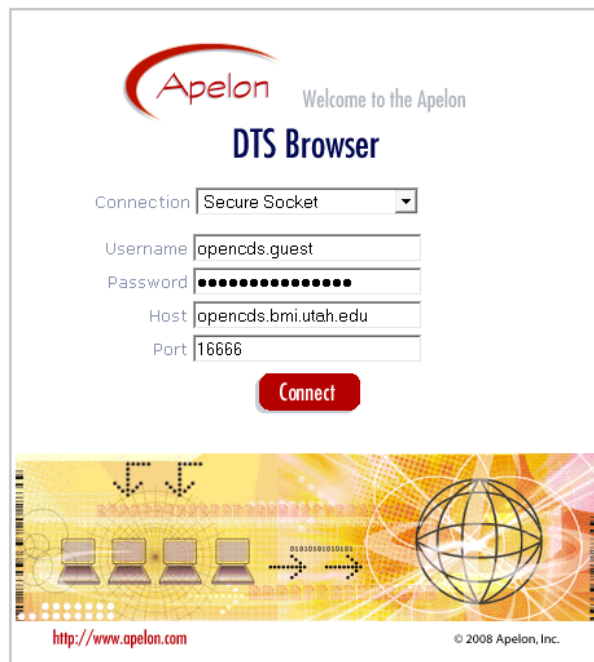 Apelon
Welcome to the Apelon
DTS Browser
Connection Secure Socket
Username opencds.guest
Password ●●●●●●●●●●●●●●●
Host opencds.bmi.utah.edu
Port 16666
Connect
01010101010101
http://www.apelon.com © 2008 Apelon, Inc.